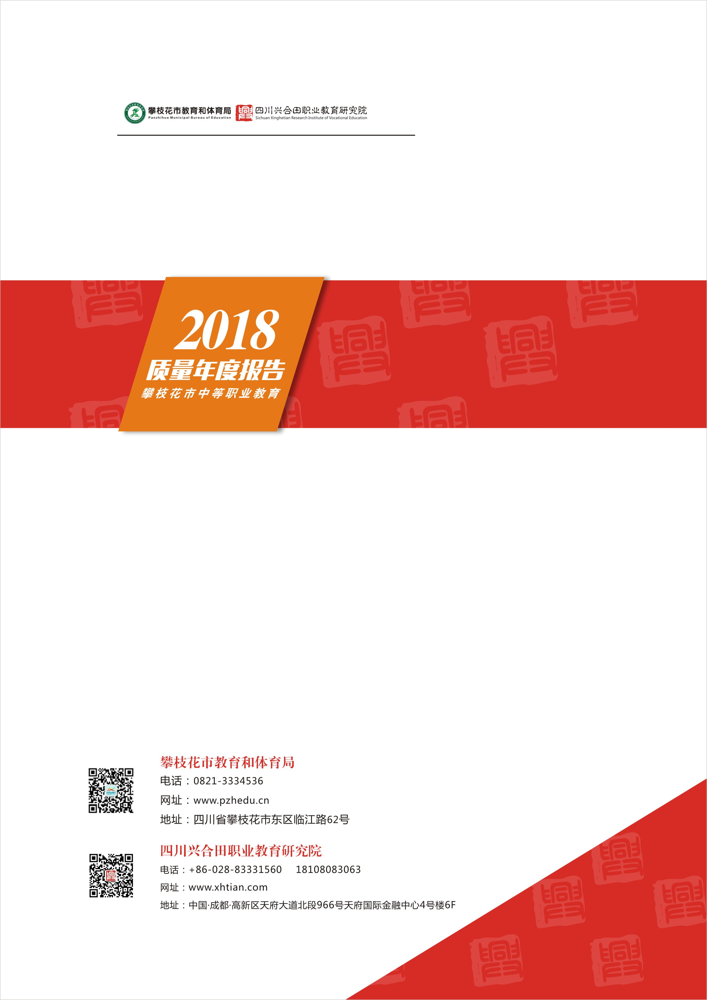 攀枝花市教育和体育局
Panzhihua Municipal Bureau of Education
四川兴合田职业教育研究院
Sichuan Xinghetian Research Institute of Vocational Education
2018
质量年度报告
攀枝花市中等职业教育
攀枝花市教育和体育局
电话：0821-3334536
网址：www.pzhedu.cn
地址：四川省攀枝花市东区临江路62号
四川兴合田职业教育研究院
电话：+86-028-83331560 18108083063
网址：www.xhtian.com
地址：中国·成都·高新区天府大道北段966号天府国际金融中心4号楼6F